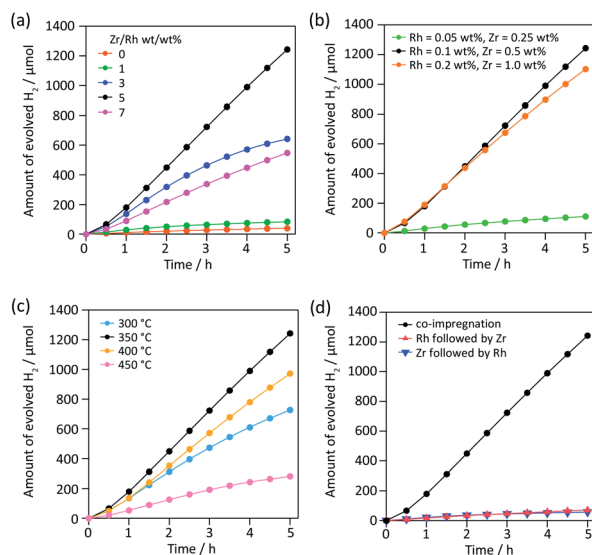 (a)
Zr/Rh wt/wt%
0
1
3
5
7
1400
1200
1000
800
600
400
200
0
Amount of evolved H2 / μmol
0 1 2 3 4 5
Time / h
(b)
Rh = 0.05 wt%, Zr = 0.25 wt%
Rh = 0.1 wt%, Zr = 0.5 wt%
Rh = 0.2 wt%, Zr = 1.0 wt%
1400
1200
1000
800
600
400
200
0
Amount of evolved H2 / μmol
0 1 2 3 4 5
Time / h
(c)
300 °C
350 °C
400 °C
450 °C
1400
1200
1000
800
600
400
200
0
Amount of evolved H2 / μmol
0 1 2 3 4 5
Time / h
(d)
co-impregnation
Rh followed by Zr
Zr followed by Rh
1400
1200
1000
800
600
400
200
0
Amount of evolved H2 / μmol
0 1 2 3 4 5
Time / h